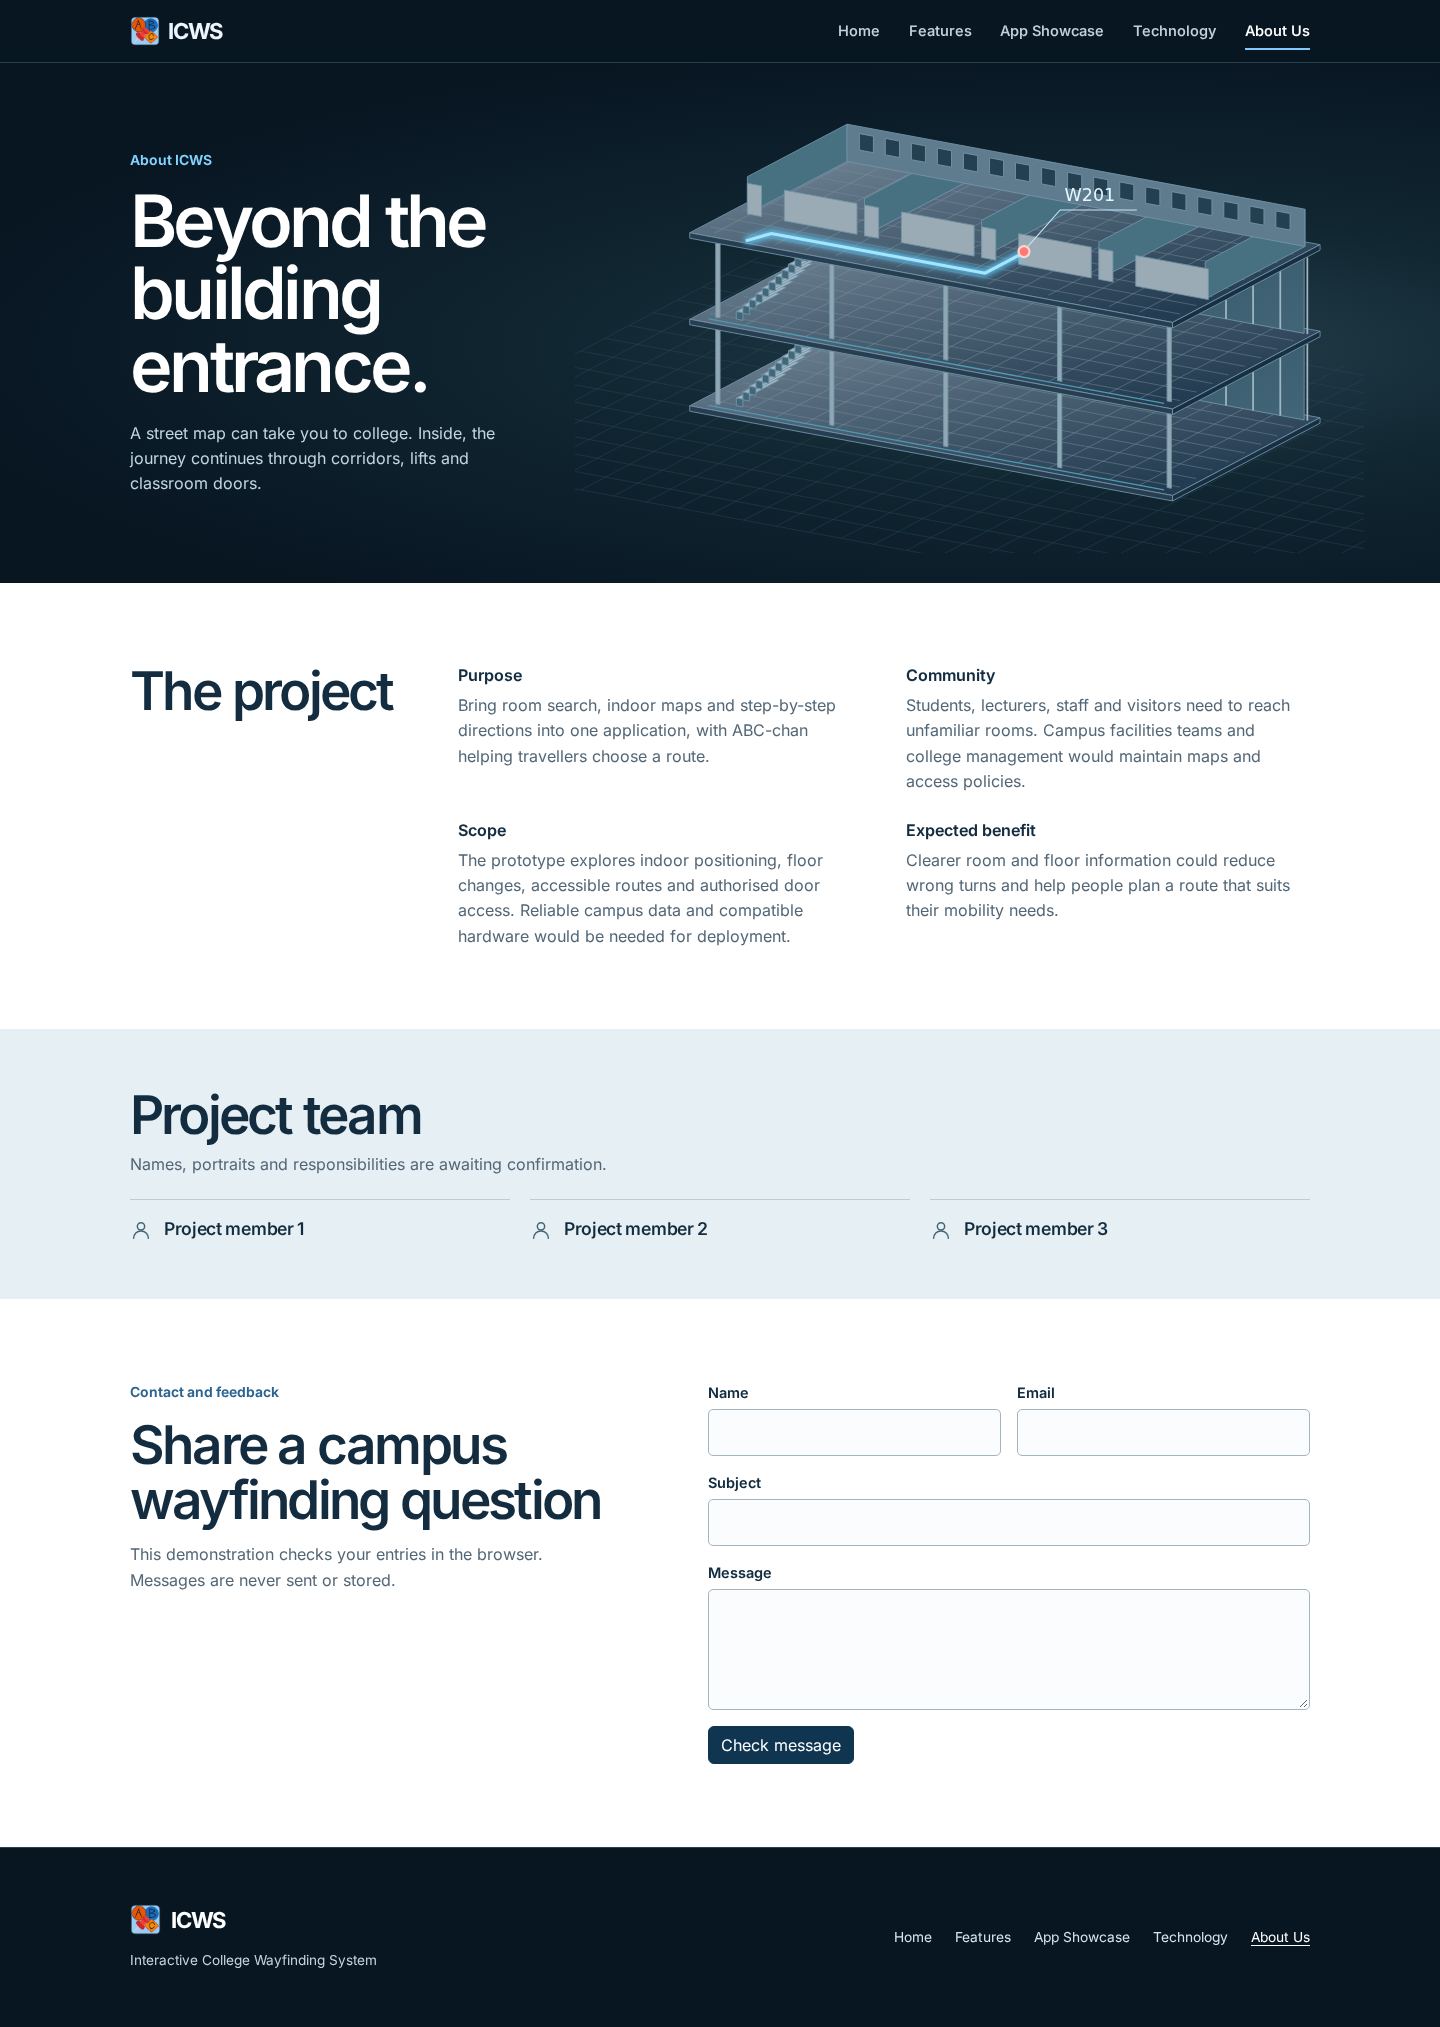 ICWS
Home Features App Showcase Technology About Us
About ICWS
Beyond the
building
entrance.
A street map can take you to college. Inside, the
journey continues through corridors, lifts and
classroom doors.
W201
The project
Purpose
Bring room search, indoor maps and step-by-step
directions into one application, with ABC-chan
helping travellers choose a route.
Community
Students, lecturers, staff and visitors need to reach
unfamiliar rooms. Campus facilities teams and
college management would maintain maps and
access policies.
Scope
The prototype explores indoor positioning, floor
changes, accessible routes and authorised door
access. Reliable campus data and compatible
hardware would be needed for deployment.
Expected benefit
Clearer room and floor information could reduce
wrong turns and help people plan a route that suits
their mobility needs.
Project team
Names, portraits and responsibilities are awaiting confirmation.
Project member 1
Project member 2
Project member 3
Contact and feedback
Share a campus
wayfinding question
This demonstration checks your entries in the browser.
Messages are never sent or stored.
Name
Email
Subject
Message
Check message
ICWS
Interactive College Wayfinding System
Home Features App Showcase Technology About Us